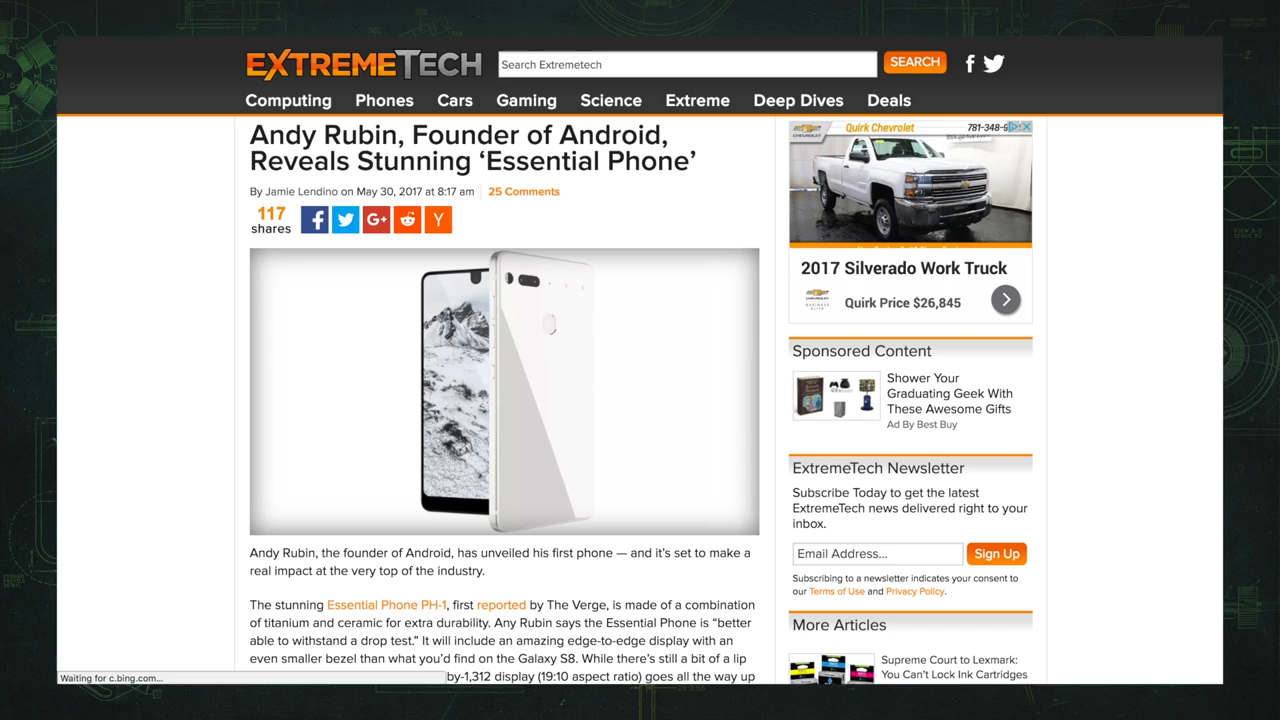 EXTREMETECH
Search Extremetech
SEARCH
Computing Phones Cars Gaming Science Extreme Deep Dives Deals
Andy Rubin, Founder of Android,
Reveals Stunning ‘Essential Phone’
By Jamie Lendino on May 30, 2017 at 8:17 am
25 Comments
117
shares
Andy Rubin, the founder of Android, has unveiled his first phone — and it’s set to make a
real impact at the very top of the industry.
The stunning Essential Phone PH-1, first reported by The Verge, is made of a combination
of titanium and ceramic for extra durability. Any Rubin says the Essential Phone is “better
able to withstand a drop test.” It will include an amazing edge-to-edge display with an
even smaller bezel than what you’d find on the Galaxy S8. While there’s still a bit of a lip
by-1,312 display (19:10 aspect ratio) goes all the way up
Waiting for c.bing.com...
Quirk Chevrolet
781-348-9
2017 Silverado Work Truck
CHEVROLET
Quirk Price $26,845
Sponsored Content
Shower Your
Graduating Geek With
These Awesome Gifts
Ad By Best Buy
ExtremeTech Newsletter
Subscribe Today to get the latest
ExtremeTech news delivered right to your
inbox.
Email Address...
Sign Up
Subscribing to a newsletter indicates your consent to
our Terms of Use and Privacy Policy.
More Articles
Supreme Court to Lexmark:
You Can’t Lock Ink Cartridges